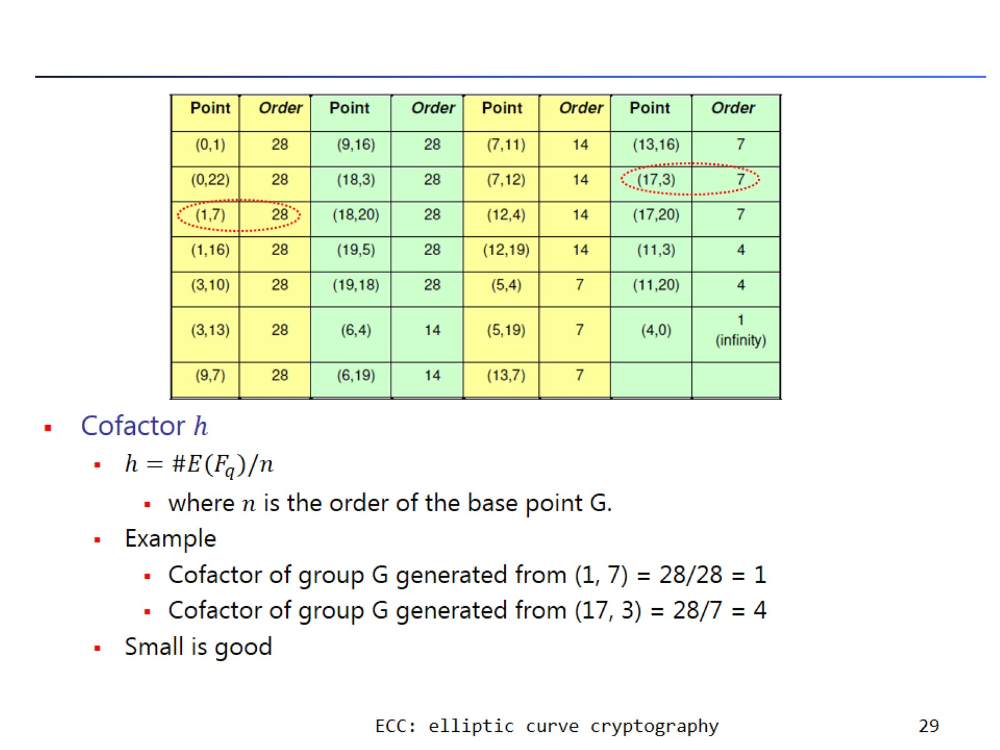 Point Order Point Order Point Order Point Order
(0,1) 28 (9,16) 28 (7,11) 14 (13,16) 7
(0,22) 28 (18,3) 28 (7,12) 14 (17,3) 7
(1,7) 28 (18,20) 28 (12,4) 14 (17,20) 7
(1,16) 28 (19,5) 28 (12,19) 14 (11,3) 4
(3,10) 28 (19,18) 28 (5,4) 7 (11,20) 4
(3,13) 28 (6,4) 14 (5,19) 7 (4,0) 1 (infinity)
(9,7) 28 (6,19) 14 (13,7) 7
▪ Cofactor h
▪ h = #E(F_q)/n
▪ where n is the order of the base point G.
▪ Example
▪ Cofactor of group G generated from (1, 7) = 28/28 = 1
▪ Cofactor of group G generated from (17, 3) = 28/7 = 4
▪ Small is good
ECC: elliptic curve cryptography 29